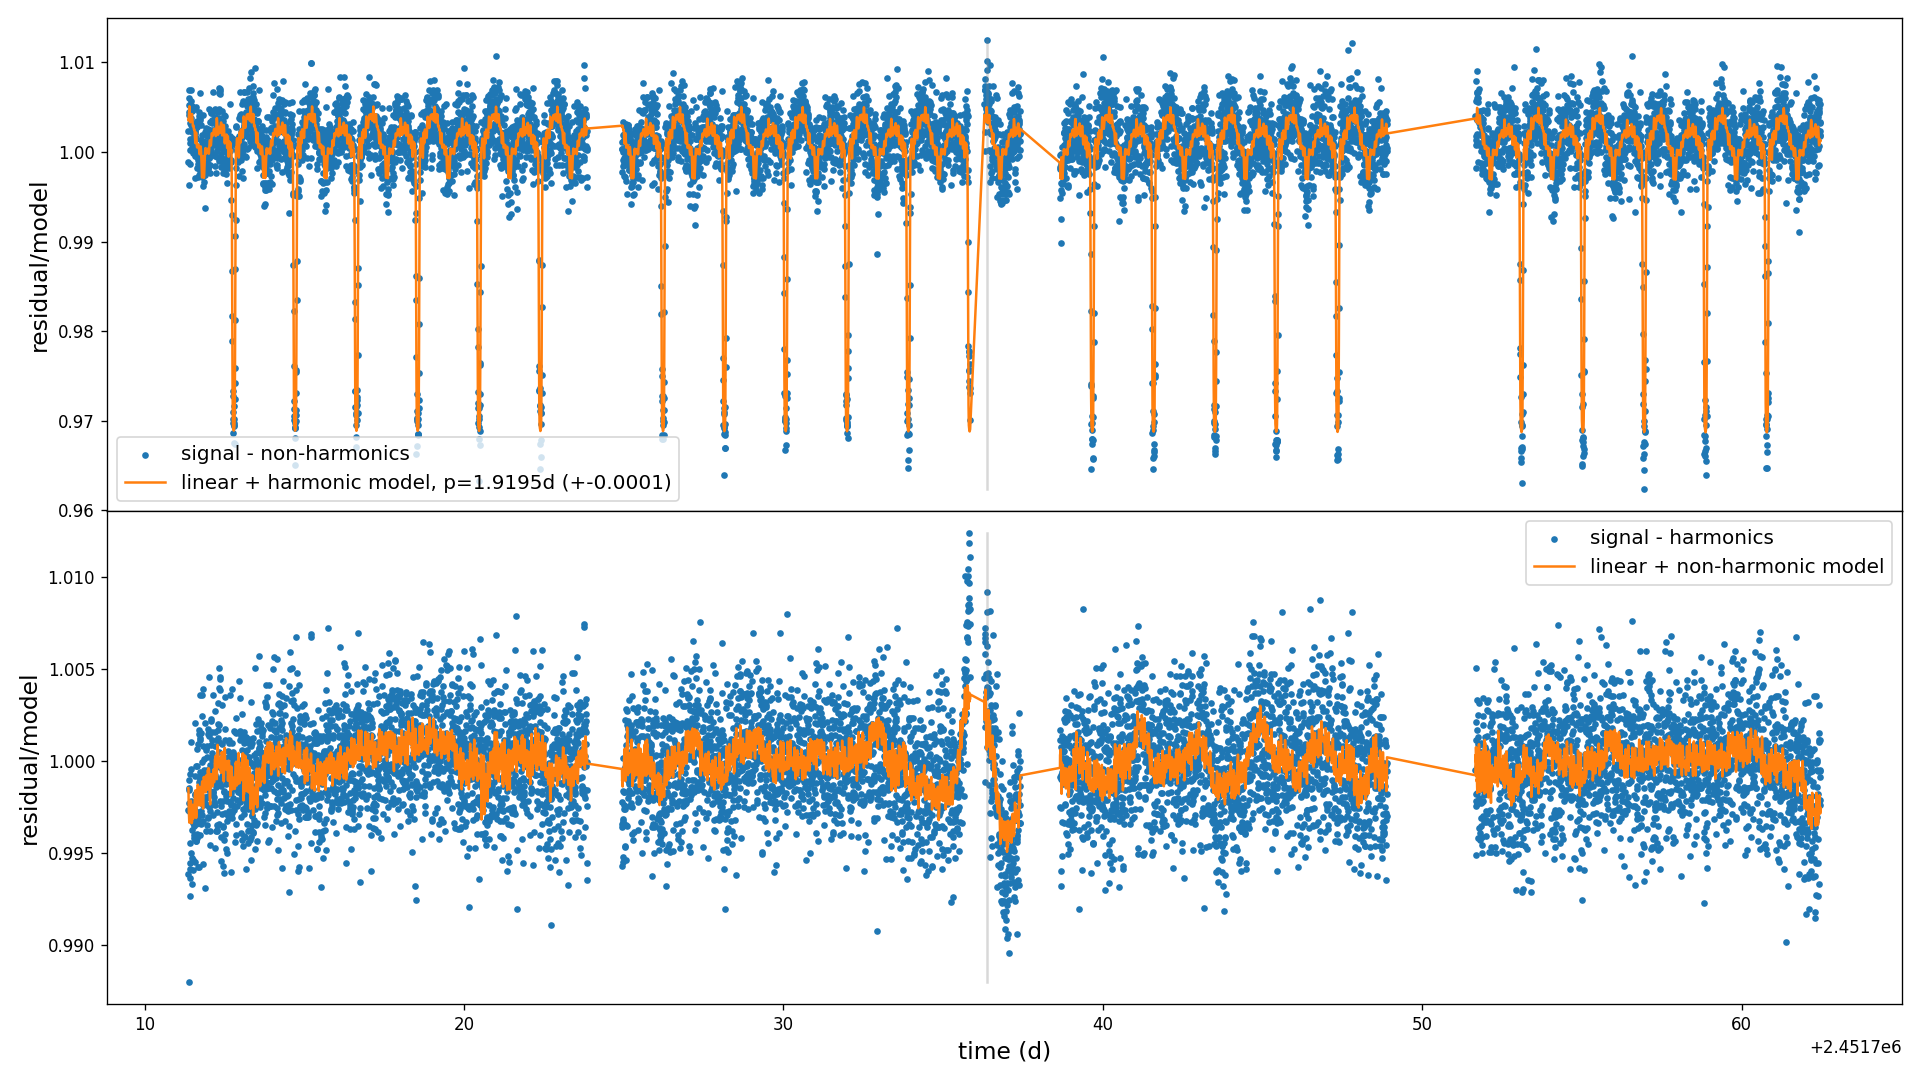 1.01
1.00
0.99
0.98
0.97
0.96
residual/model
signal - non-harmonics
linear + harmonic model, p=1.9195d (+-0.0001)
1.010
1.005
1.000
0.995
0.990
residual/model
signal - harmonics
linear + non-harmonic model
10
20
30
40
50
60
time (d)
+2.4517e6